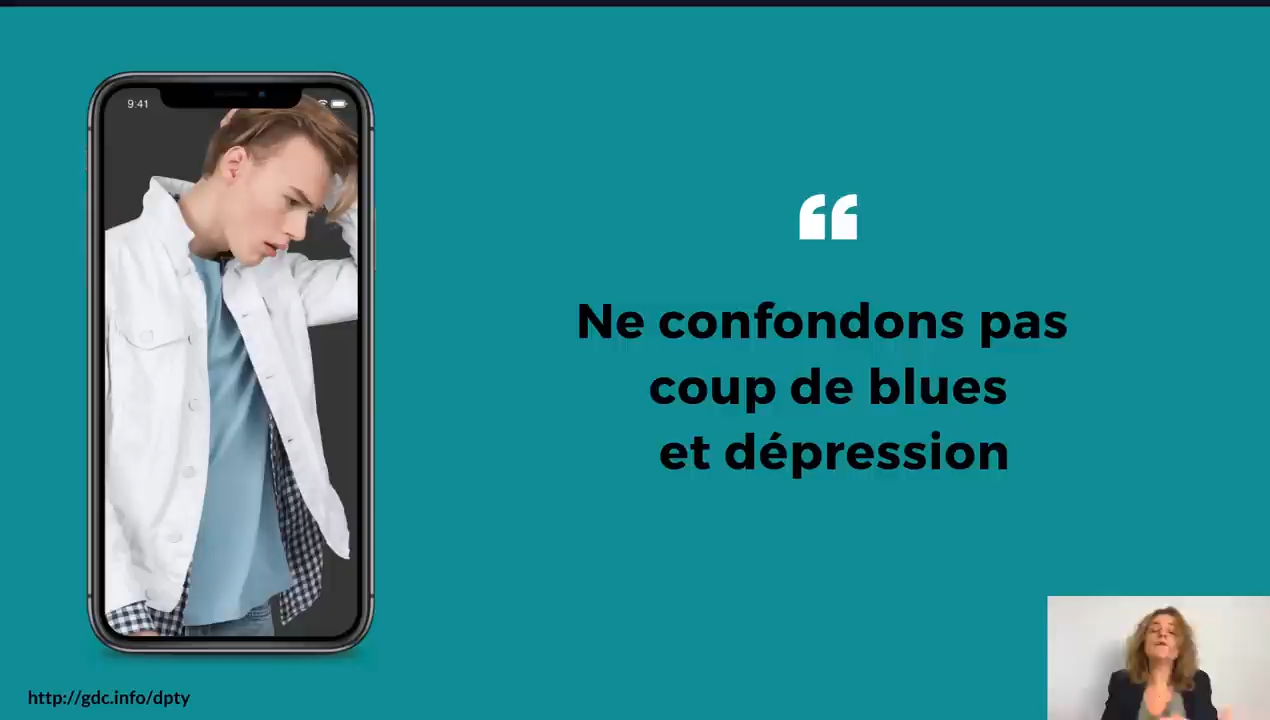 9:41
“
Ne confondons pas
coup de blues
et dépression
http://gdc.info/dpty